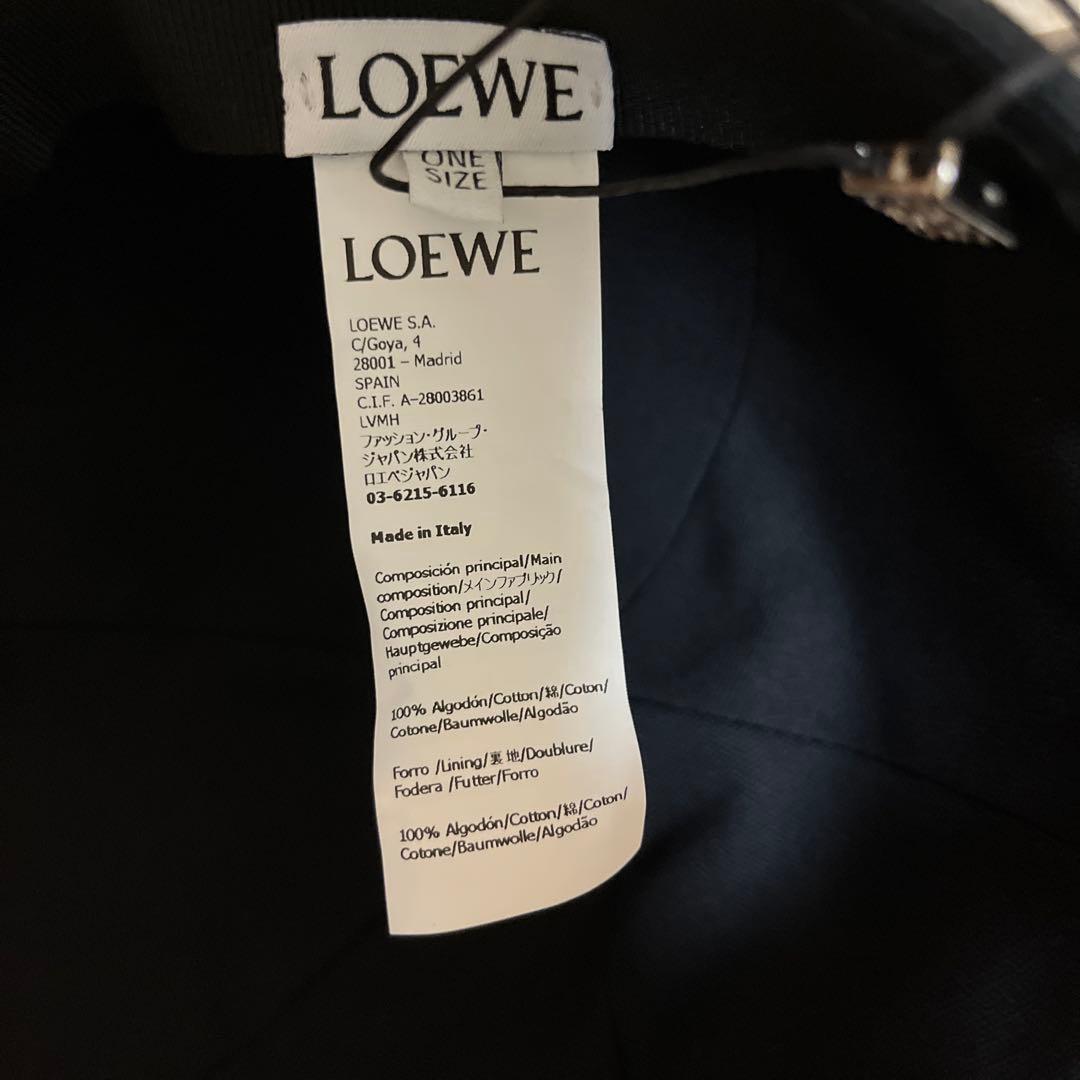 LOEWE
ONE
SIZE
LOEWE
LOEWE S.A.
C/Goya, 4
28001 – Madrid
SPAIN
C.I.F. A-28003861
LVMH
ファッション・グループ・
ジャパン株式会社
ロエベジャパン
03-6215-6116
Made in Italy
Composición principal/Main
composition/メインファブリック/
Composition principal/
Composizione principale/
Hauptgewebe/Composição
principal
100% Algodón/Cotton/綿/Coton/
Cotone/Baumwolle/Algodão
Forro /Lining/裏地/Doublure/
Fodera /Futter/Forro
100% Algodón/Cotton/綿/Coton/
Cotone/Baumwolle/Algodão